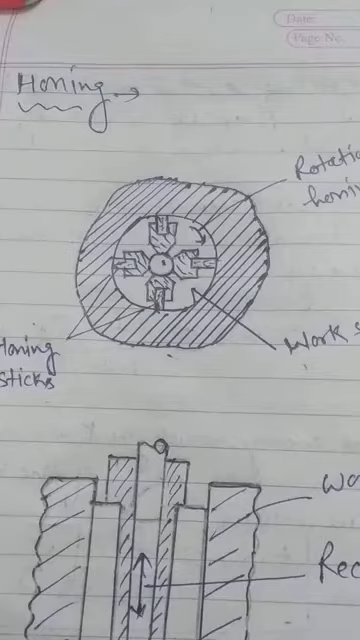 Date:
Page No.
Honing →
Rotati
honi
Honing
sticks
Work s
Wo
Rec